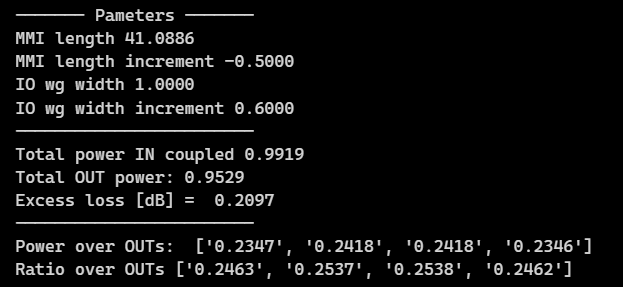 ─────── Pameters ───────
MMI length 41.0886
MMI length increment -0.5000
IO wg width 1.0000
IO wg width increment 0.6000
────────────────────────
Total power IN coupled 0.9919
Total OUT power: 0.9529
Excess loss [dB] =  0.2097
────────────────────────
Power over OUTs:  ['0.2347', '0.2418', '0.2418', '0.2346']
Ratio over OUTs ['0.2463', '0.2537', '0.2538', '0.2462']